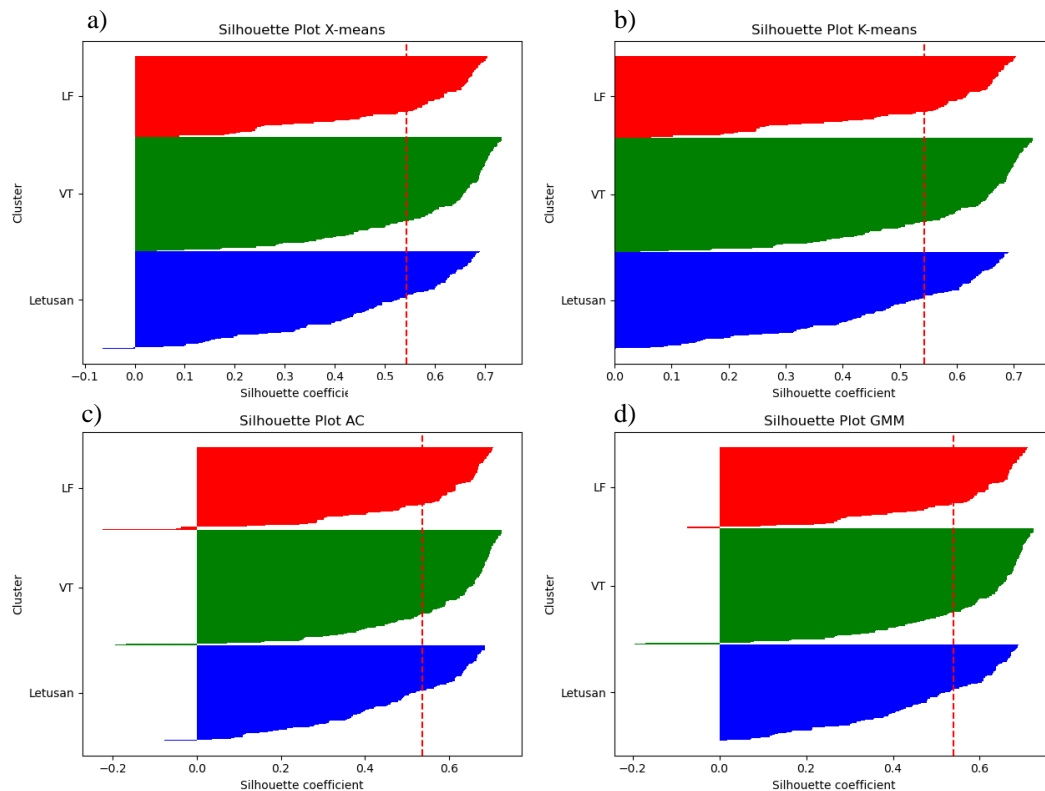 a)
Silhouette Plot X-means
Cluster
LF
VT
Letusan
−0.1 0.0 0.1 0.2 0.3 0.4 0.5 0.6 0.7
Silhouette coefficie
b)
Silhouette Plot K-means
Cluster
LF
VT
Letusan
0.0 0.1 0.2 0.3 0.4 0.5 0.6 0.7
Silhouette coefficient
c)
Silhouette Plot AC
Cluster
LF
VT
Letusan
−0.2 0.0 0.2 0.4 0.6
Silhouette coefficient
d)
Silhouette Plot GMM
Cluster
LF
VT
Letusan
−0.2 0.0 0.2 0.4 0.6
Silhouette coefficient